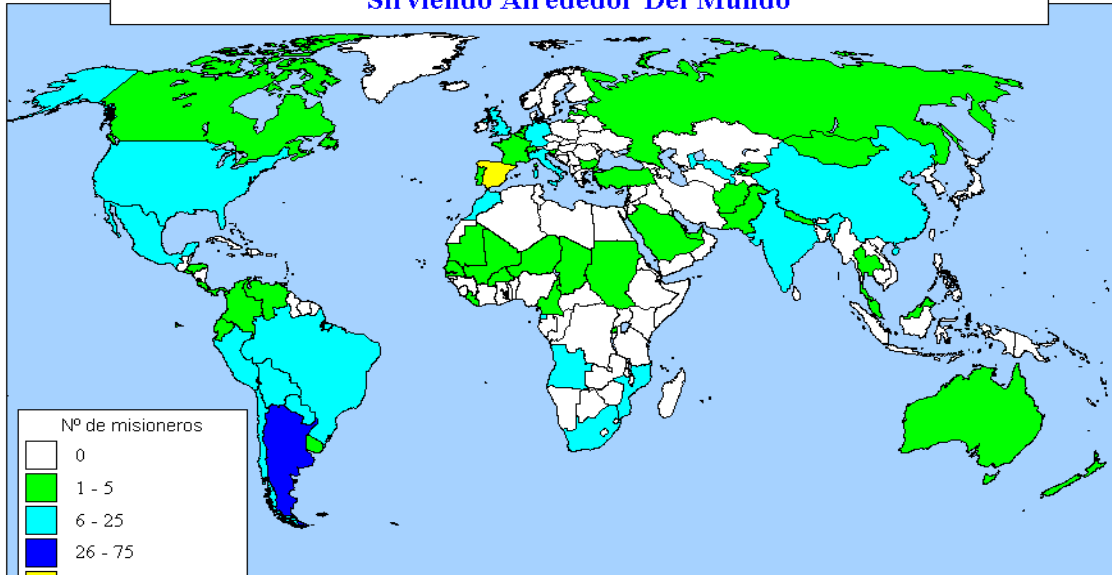 Sirviendo Alrededor Del Mundo
Nº de misioneros
0
1 - 5
6 - 25
26 - 75